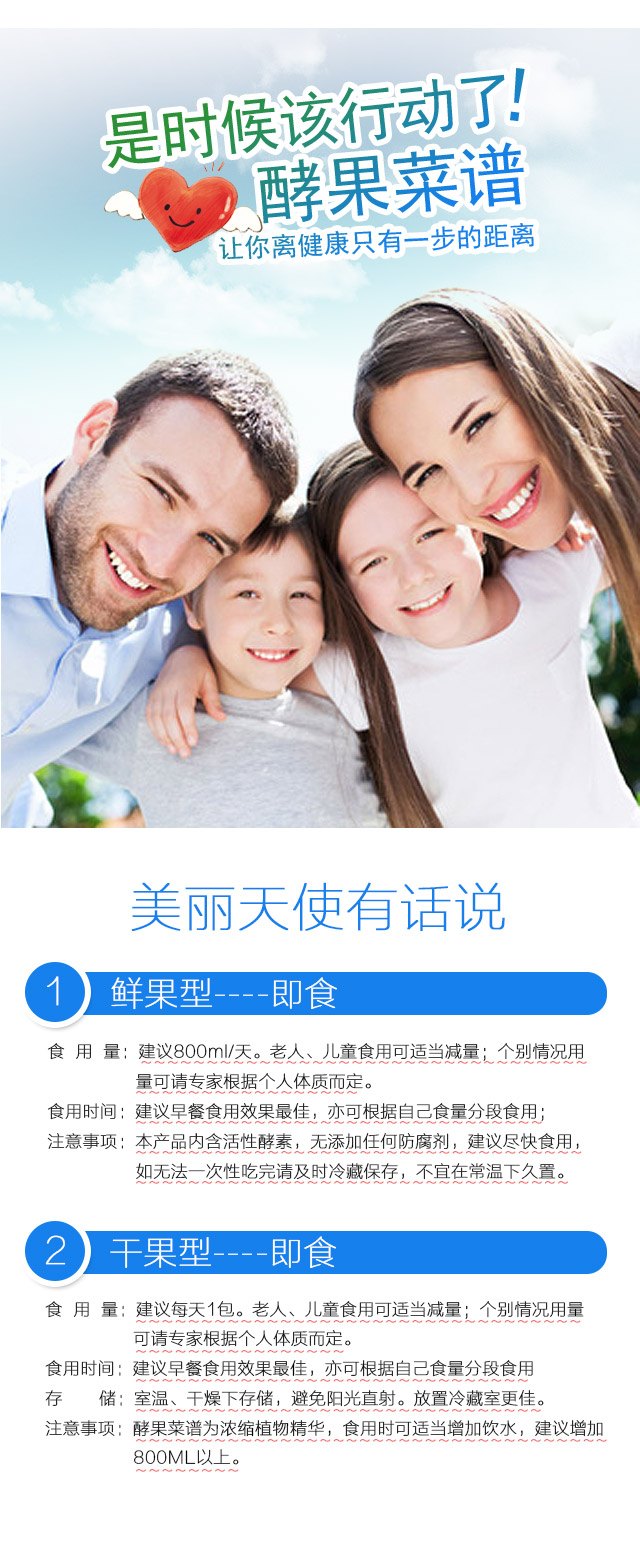 是时候该行动了!
酵果菜谱
让你离健康只有一步的距离
美丽天使有话说
1 鲜果型----即食
食 用 量：建议800ml/天。老人、儿童食用可适当减量；个别情况用
量可请专家根据个人体质而定。
食用时间：建议早餐食用效果最佳，亦可根据自己食量分段食用；
注意事项：本产品内含活性酵素，无添加任何防腐剂，建议尽快食用，
如无法一次性吃完请及时冷藏保存，不宜在常温下久置。
2 干果型----即食
食 用 量：建议每天1包。老人、儿童食用可适当减量；个别情况用量
可请专家根据个人体质而定。
食用时间：建议早餐食用效果最佳，亦可根据自己食量分段食用
存 储：室温、干燥下存储，避免阳光直射。放置冷藏室更佳。
注意事项：酵果菜谱为浓缩植物精华，食用时可适当增加饮水，建议增加
800ML以上。